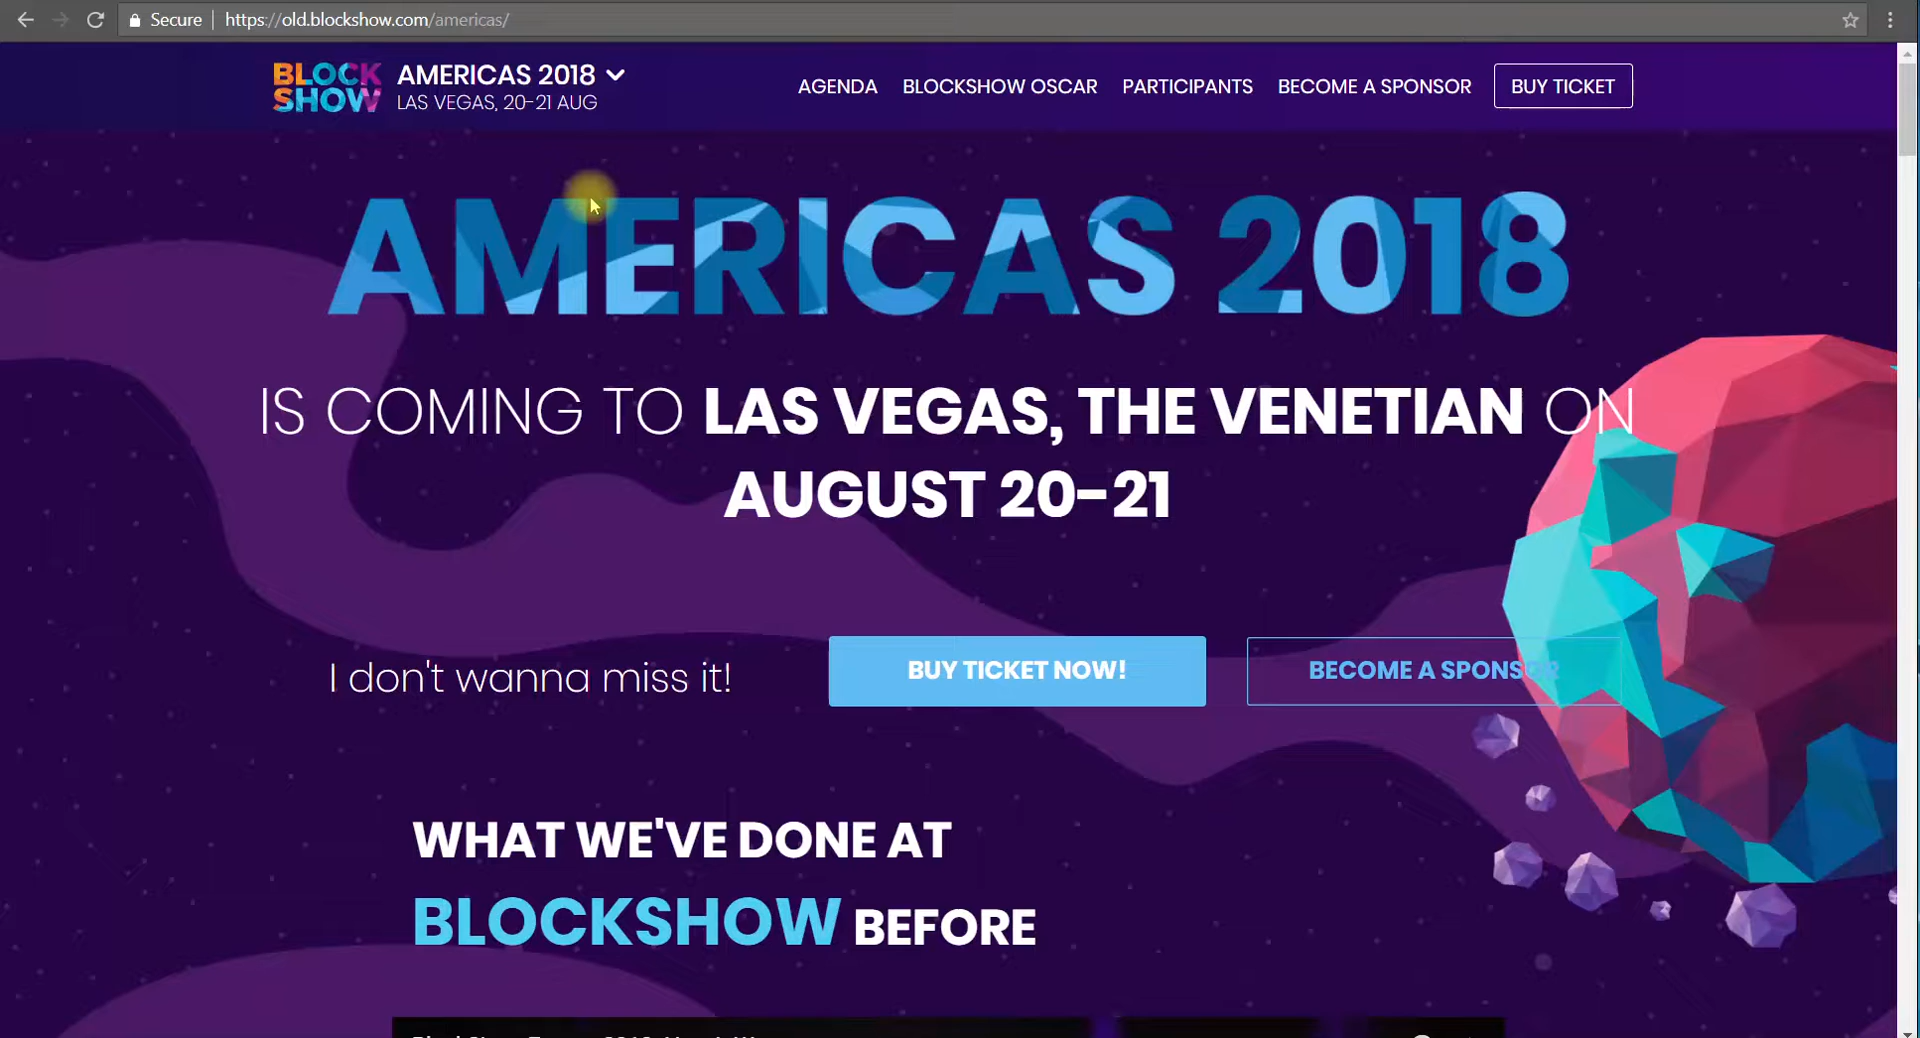 Secure https://old.blockshow.com/americas/
BLOCK SHOW
AMERICAS 2018
LAS VEGAS, 20-21 AUG
AGENDA BLOCKSHOW OSCAR PARTICIPANTS BECOME A SPONSOR BUY TICKET
AMERICAS 2018
IS COMING TO LAS VEGAS, THE VENETIAN ON
AUGUST 20-21
I don't wanna miss it!
BUY TICKET NOW!
BECOME A SPONSOR
WHAT WE'VE DONE AT
BLOCKSHOW BEFORE